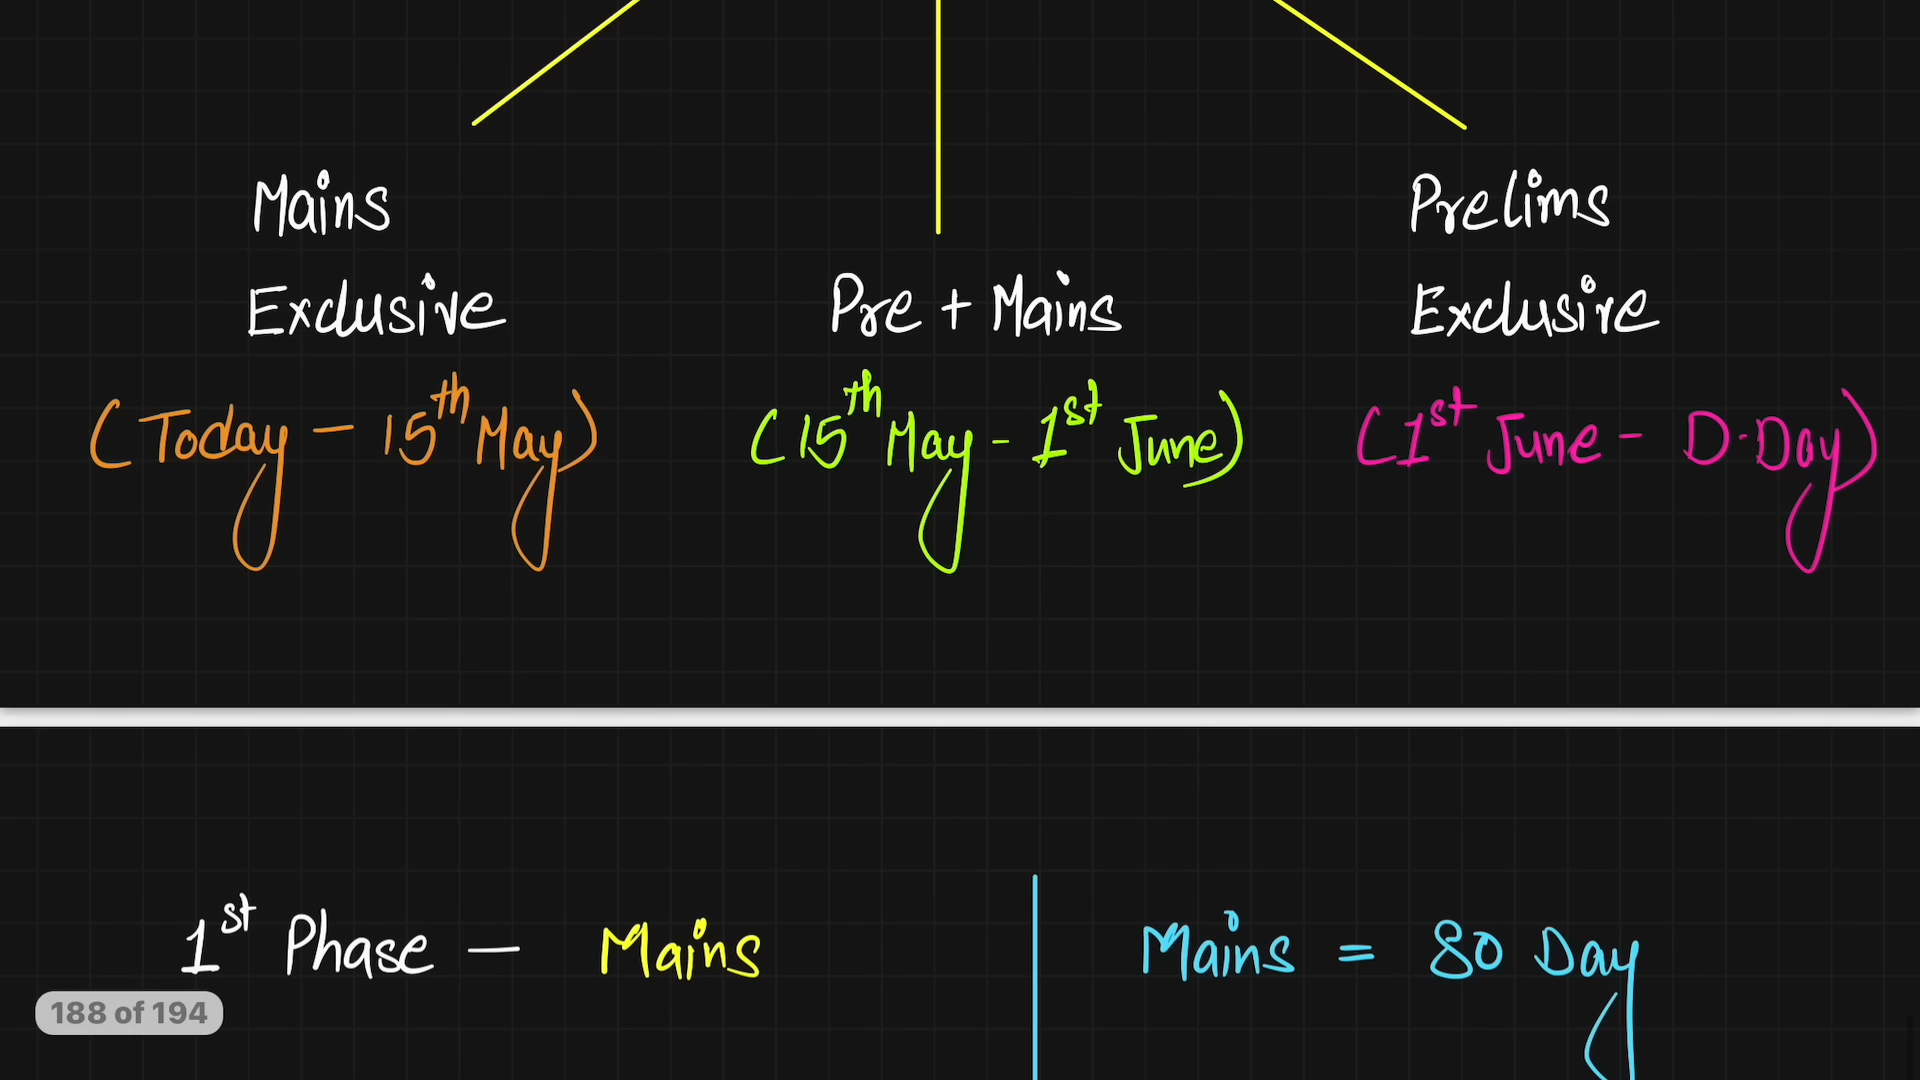 Mains
Exclusive
(Today - 15th May)
Pre + Mains
(15th May - 1st June)
Prelims
Exclusive
(1st June - D.Day)
1st Phase - Mains
Mains = 80 Day
188 of 194